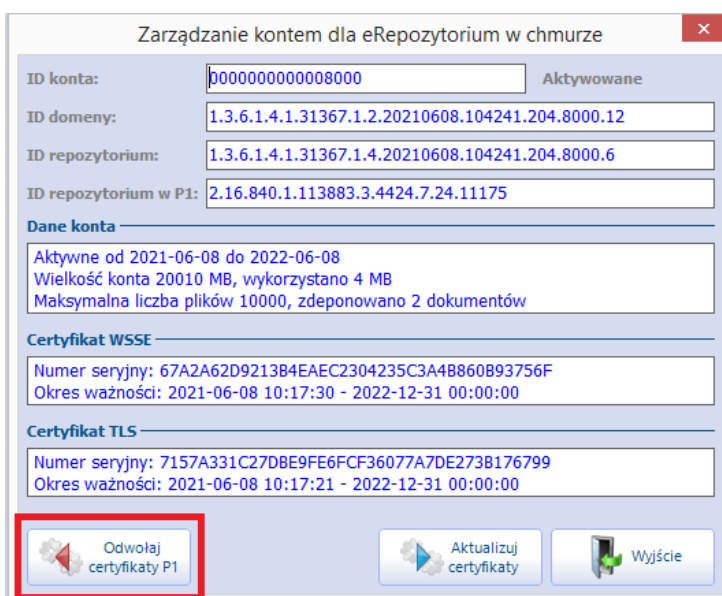 Zarządzanie kontem dla eRepozytorium w chmurze
ID konta: 0000000000008000 Aktywowane
ID domeny: 1.3.6.1.4.1.31367.1.2.20210608.104241.204.8000.12
ID repozytorium: 1.3.6.1.4.1.31367.1.4.20210608.104241.204.8000.6
ID repozytorium w P1: 2.16.840.1.113883.3.4424.7.24.11175
Dane konta
Aktywne od 2021-06-08 do 2022-06-08
Wielkość konta 20010 MB, wykorzystano 4 MB
Maksymalna liczba plików 10000, zdeponowano 2 dokumentów
Certyfikat WSSE
Numer seryjny: 67A2A62D9213B4EAEC2304235C3A4B860B93756F
Okres ważności: 2021-06-08 10:17:30 - 2022-12-31 00:00:00
Certyfikat TLS
Numer seryjny: 7157A331C27DBE9FE6FCF36077A7DE273B176799
Okres ważności: 2021-06-08 10:17:21 - 2022-12-31 00:00:00
Odwołaj
certyfikaty P1
Aktualizuj
certyfikaty
Wyjście